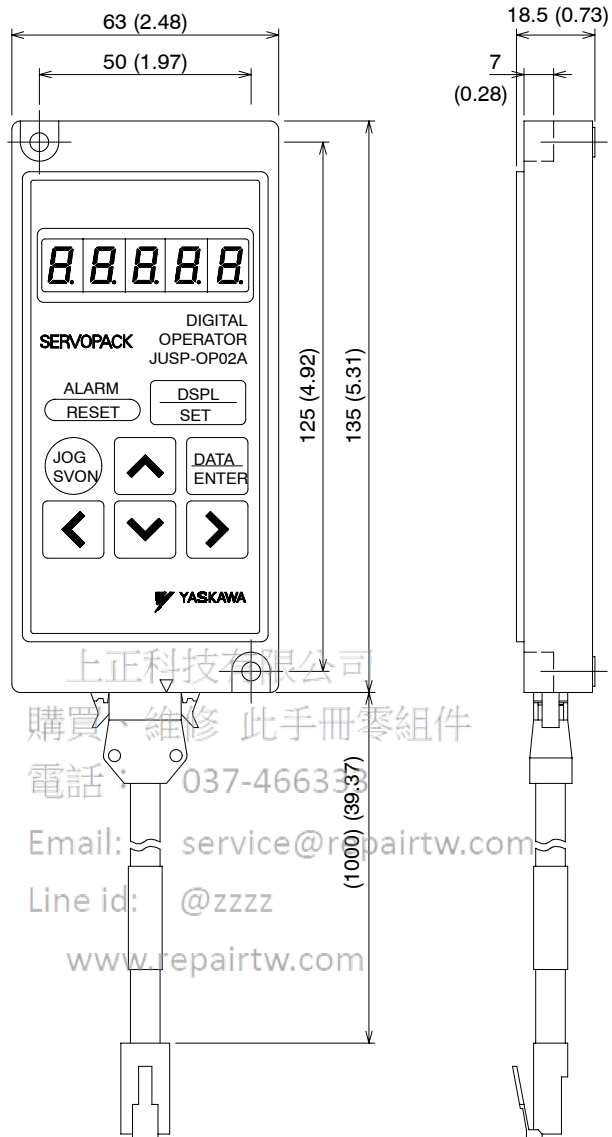 63 (2.48)
18.5 (0.73)
50 (1.97)
7
(0.28)
8.8.8.8.8.
DIGITAL
SERVOPACK OPERATOR
JUSP-OP02A
125 (4.92)
135 (5.31)
ALARM
RESET
DSPL
SET
JOG
SVON
DATA
ENTER
YASKAWA
上正科技有限公司
購買、維修 此手冊零組件
電話： 037-466333
(1000) (39.37)
Email: service@repairtw.com
Line id: @zzzz
www.repairtw.com